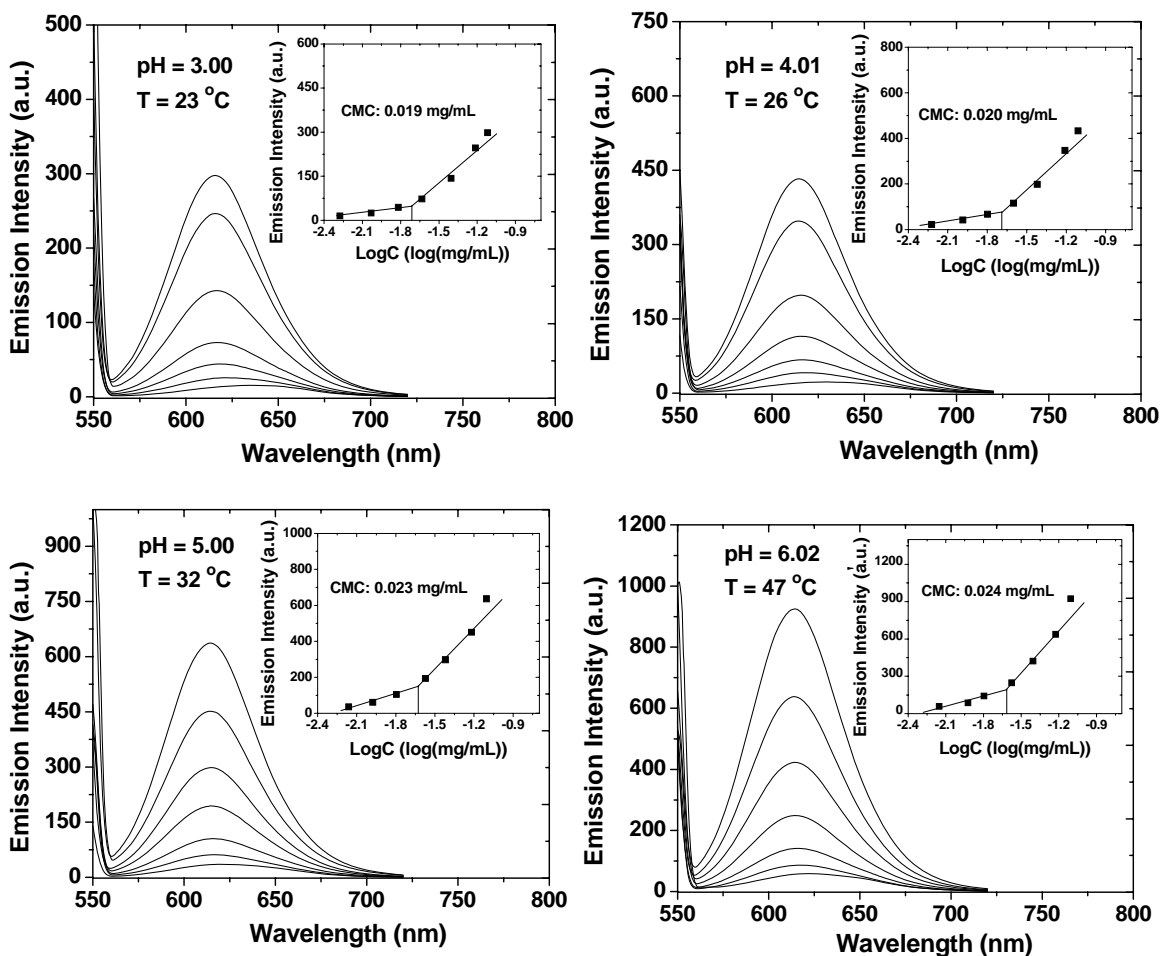 500
400
300
200
100
0
550 600 650 700 750 800
Emission Intensity (a.u.)
Wavelength (nm)
pH = 3.00
T = 23 °C
600
450
300
150
0
-2.4 -2.1 -1.8 -1.5 -1.2 -0.9
Emission Intensity (a.u.)
LogC (log(mg/mL))
CMC: 0.019 mg/mL
750
600
450
300
150
0
550 600 650 700 750 800
Emission Intensity (a.u.)
Wavelength (nm)
pH = 4.01
T = 26 °C
800
600
400
200
0
-2.4 -2.1 -1.8 -1.5 -1.2 -0.9
Emission Intensity (a.u.)
LogC (log(mg/mL))
CMC: 0.020 mg/mL
900
750
600
450
300
150
0
550 600 650 700 750 800
Emission Intensity (a.u.)
Wavelength (nm)
pH = 5.00
T = 32 °C
1000
800
600
400
200
0
-2.4 -2.1 -1.8 -1.5 -1.2 -0.9
Emission Intensity (a.u.)
LogC (log(mg/mL))
CMC: 0.023 mg/mL
1200
1000
800
600
400
200
0
550 600 650 700 750 800
Emission Intensity (a.u.)
Wavelength (nm)
pH = 6.02
T = 47 °C
1200
900
600
300
0
-2.4 -2.1 -1.8 -1.5 -1.2 -0.9
Emission Intensity (a.u.)
LogC (log(mg/mL))
CMC: 0.024 mg/mL